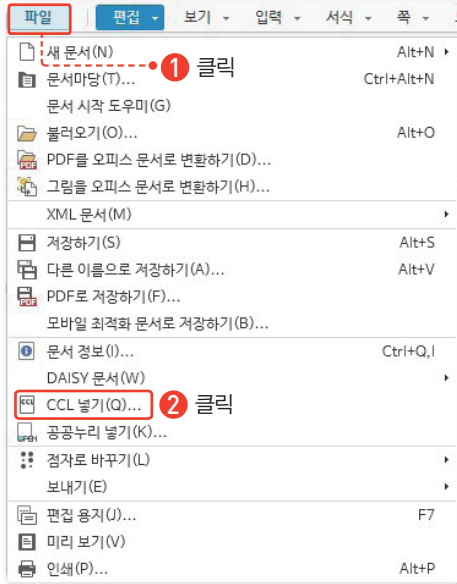 파일 편집 보기 입력 서식 쪽
새 문서(N) Alt+N
1 클릭
문서마당(T)... Ctrl+Alt+N
문서 시작 도우미(G)
불러오기(O)... Alt+O
PDF를 오피스 문서로 변환하기(D)...
그림을 오피스 문서로 변환하기(H)...
XML 문서(M)
저장하기(S) Alt+S
다른 이름으로 저장하기(A)... Alt+V
PDF로 저장하기(F)...
모바일 최적화 문서로 저장하기(B)...
문서 정보(I)... Ctrl+Q,I
DAISY 문서(W)
CCL 넣기(Q)... 2 클릭
공공누리 넣기(K)...
점자로 바꾸기(L)
보내기(E)
편집 용지(J)... F7
미리 보기(V)
인쇄(P)... Alt+P